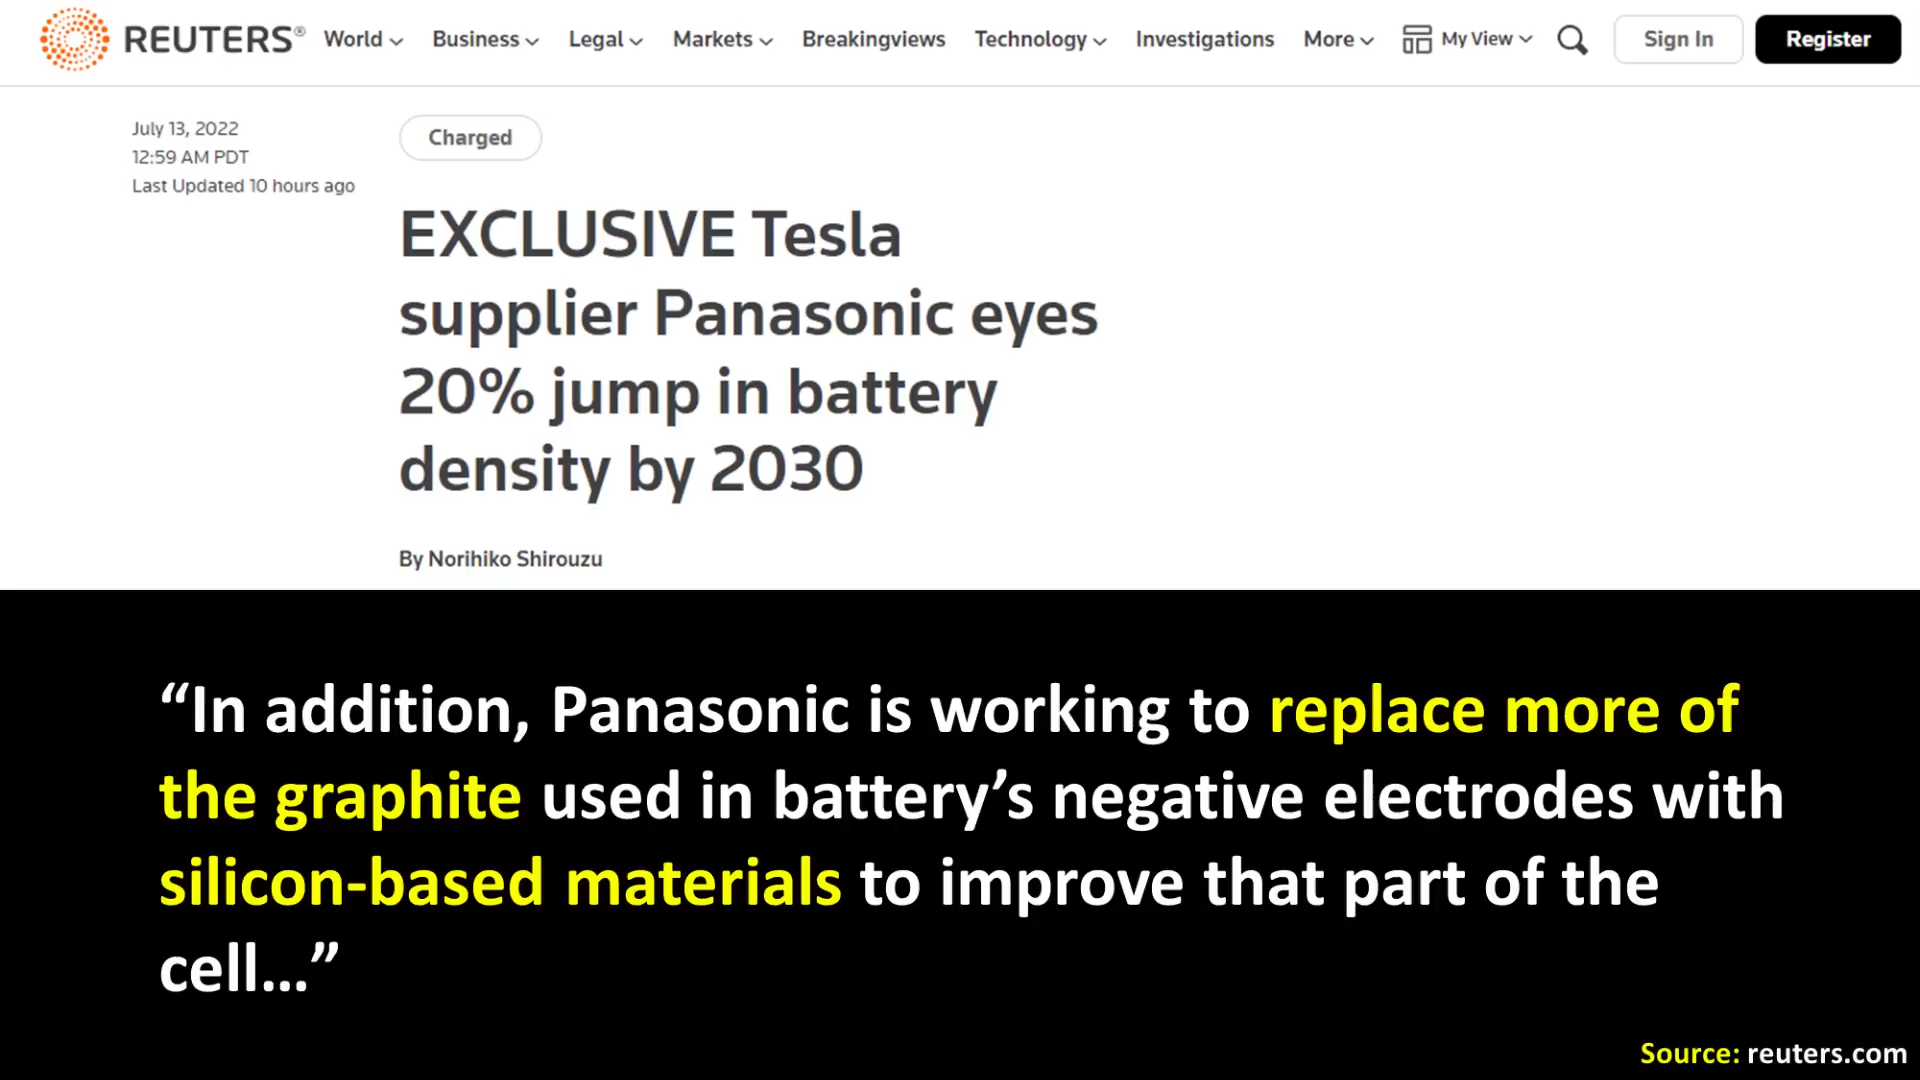 REUTERS® World Business Legal Markets Breakingviews Technology Investigations More My View Sign In Register
July 13, 2022
12:59 AM PDT
Last Updated 10 hours ago
Charged
EXCLUSIVE Tesla
supplier Panasonic eyes
20% jump in battery
density by 2030
By Norihiko Shirouzu
“In addition, Panasonic is working to replace more of
the graphite used in battery’s negative electrodes with
silicon-based materials to improve that part of the
cell…”
Source: reuters.com